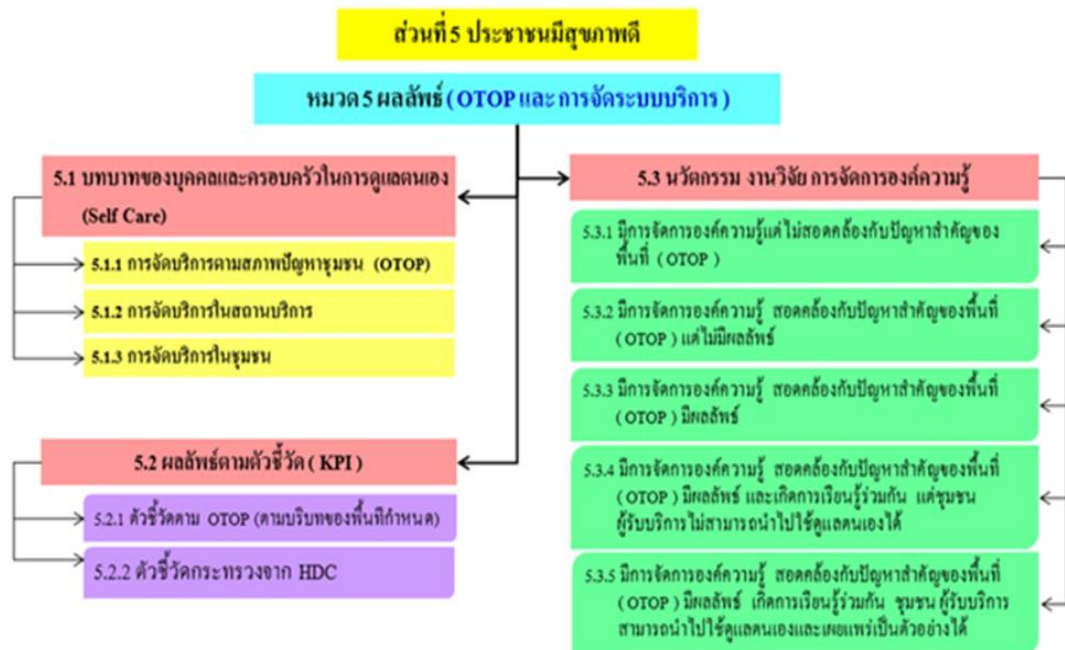 ส่วนที่ 5 ประชาชนมีสุขภาพดี
หมวด 5 ผลลัพธ์ ( OTOP และ การจัดระบบบริการ )
5.1 บทบาทของบุคคลและครอบครัวในการดูแลตนเอง
(Self Care)
5.1.1 การจัดบริการตามสภาพปัญหาชุมชน (OTOP)
5.1.2 การจัดบริการในสถานบริการ
5.1.3 การจัดบริการในชุมชน
5.2 ผลลัพธ์ตามตัวชี้วัด ( KPI )
5.2.1 ตัวชี้วัดตาม OTOP (ตามบริบทของพื้นที่กำหนด)
5.2.2 ตัวชี้วัดกระทรวงจาก HDC
5.3 นวัตกรรม งานวิจัย การจัดการองค์ความรู้
5.3.1 มีการจัดการองค์ความรู้แต่ไม่สอดคล้องกับปัญหาสำคัญของ
พื้นที่ ( OTOP )
5.3.2 มีการจัดการองค์ความรู้ สอดคล้องกับปัญหาสำคัญของพื้นที่
( OTOP ) แต่ไม่มีผลลัพธ์
5.3.3 มีการจัดการองค์ความรู้ สอดคล้องกับปัญหาสำคัญของพื้นที่
(OTOP ) มีผลลัพธ์
5.3.4 มีการจัดการองค์ความรู้ สอดคล้องกับปัญหาสำคัญของพื้นที่
(OTOP ) มีผลลัพธ์ และเกิดการเรียนรู้ร่วมกัน แต่ชุมชน
ผู้รับบริการไม่สามารถนำไปใช้ดูแลตนเองได้
5.3.5 มีการจัดการองค์ความรู้ สอดคล้องกับปัญหาสำคัญของพื้นที่
(OTOP ) มีผลลัพธ์ เกิดการเรียนรู้ร่วมกัน ชุมชน ผู้รับบริการ
สามารถนำไปใช้ดูแลตนเองและเผยแพร่เป็นตัวอย่างได้